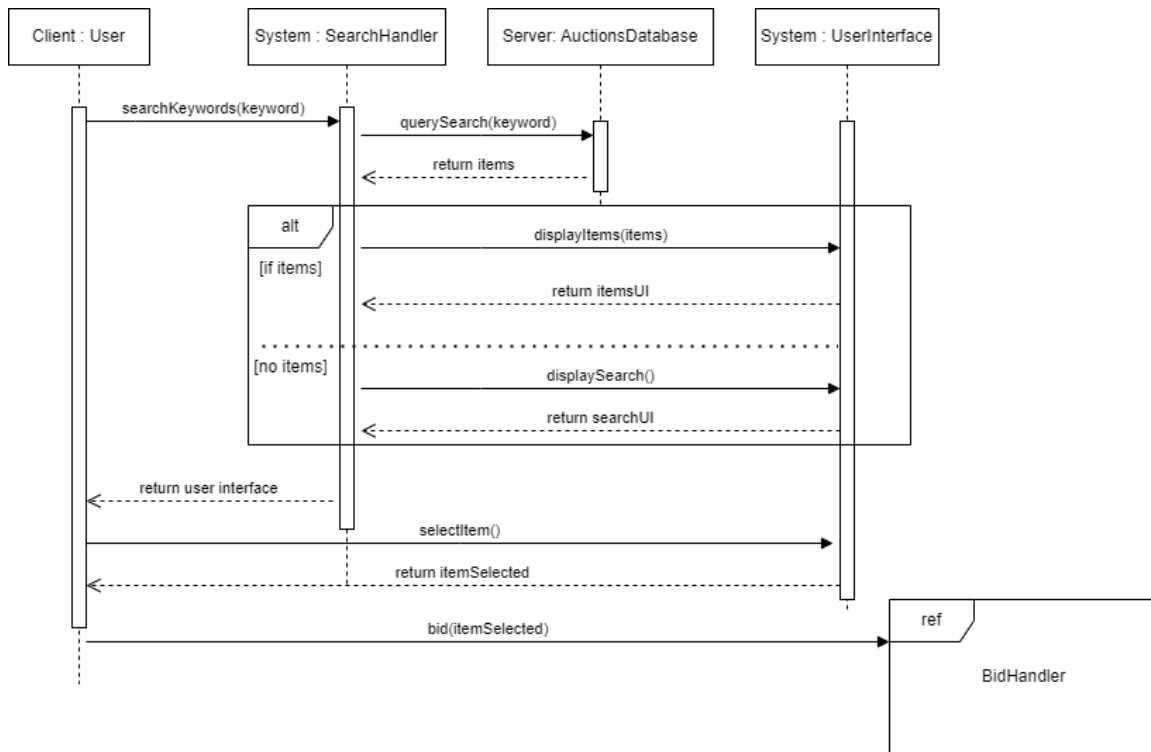 Client : User
System : SearchHandler
Server: AuctionsDatabase
System : UserInterface
searchKeywords(keyword)
querySearch(keyword)
return items
alt
displayItems(items)
[if items]
return itemsUI
[no items]
displaySearch()
return searchUI
return user interface
selectItem()
return itemSelected
bid(itemSelected)
ref
BidHandler